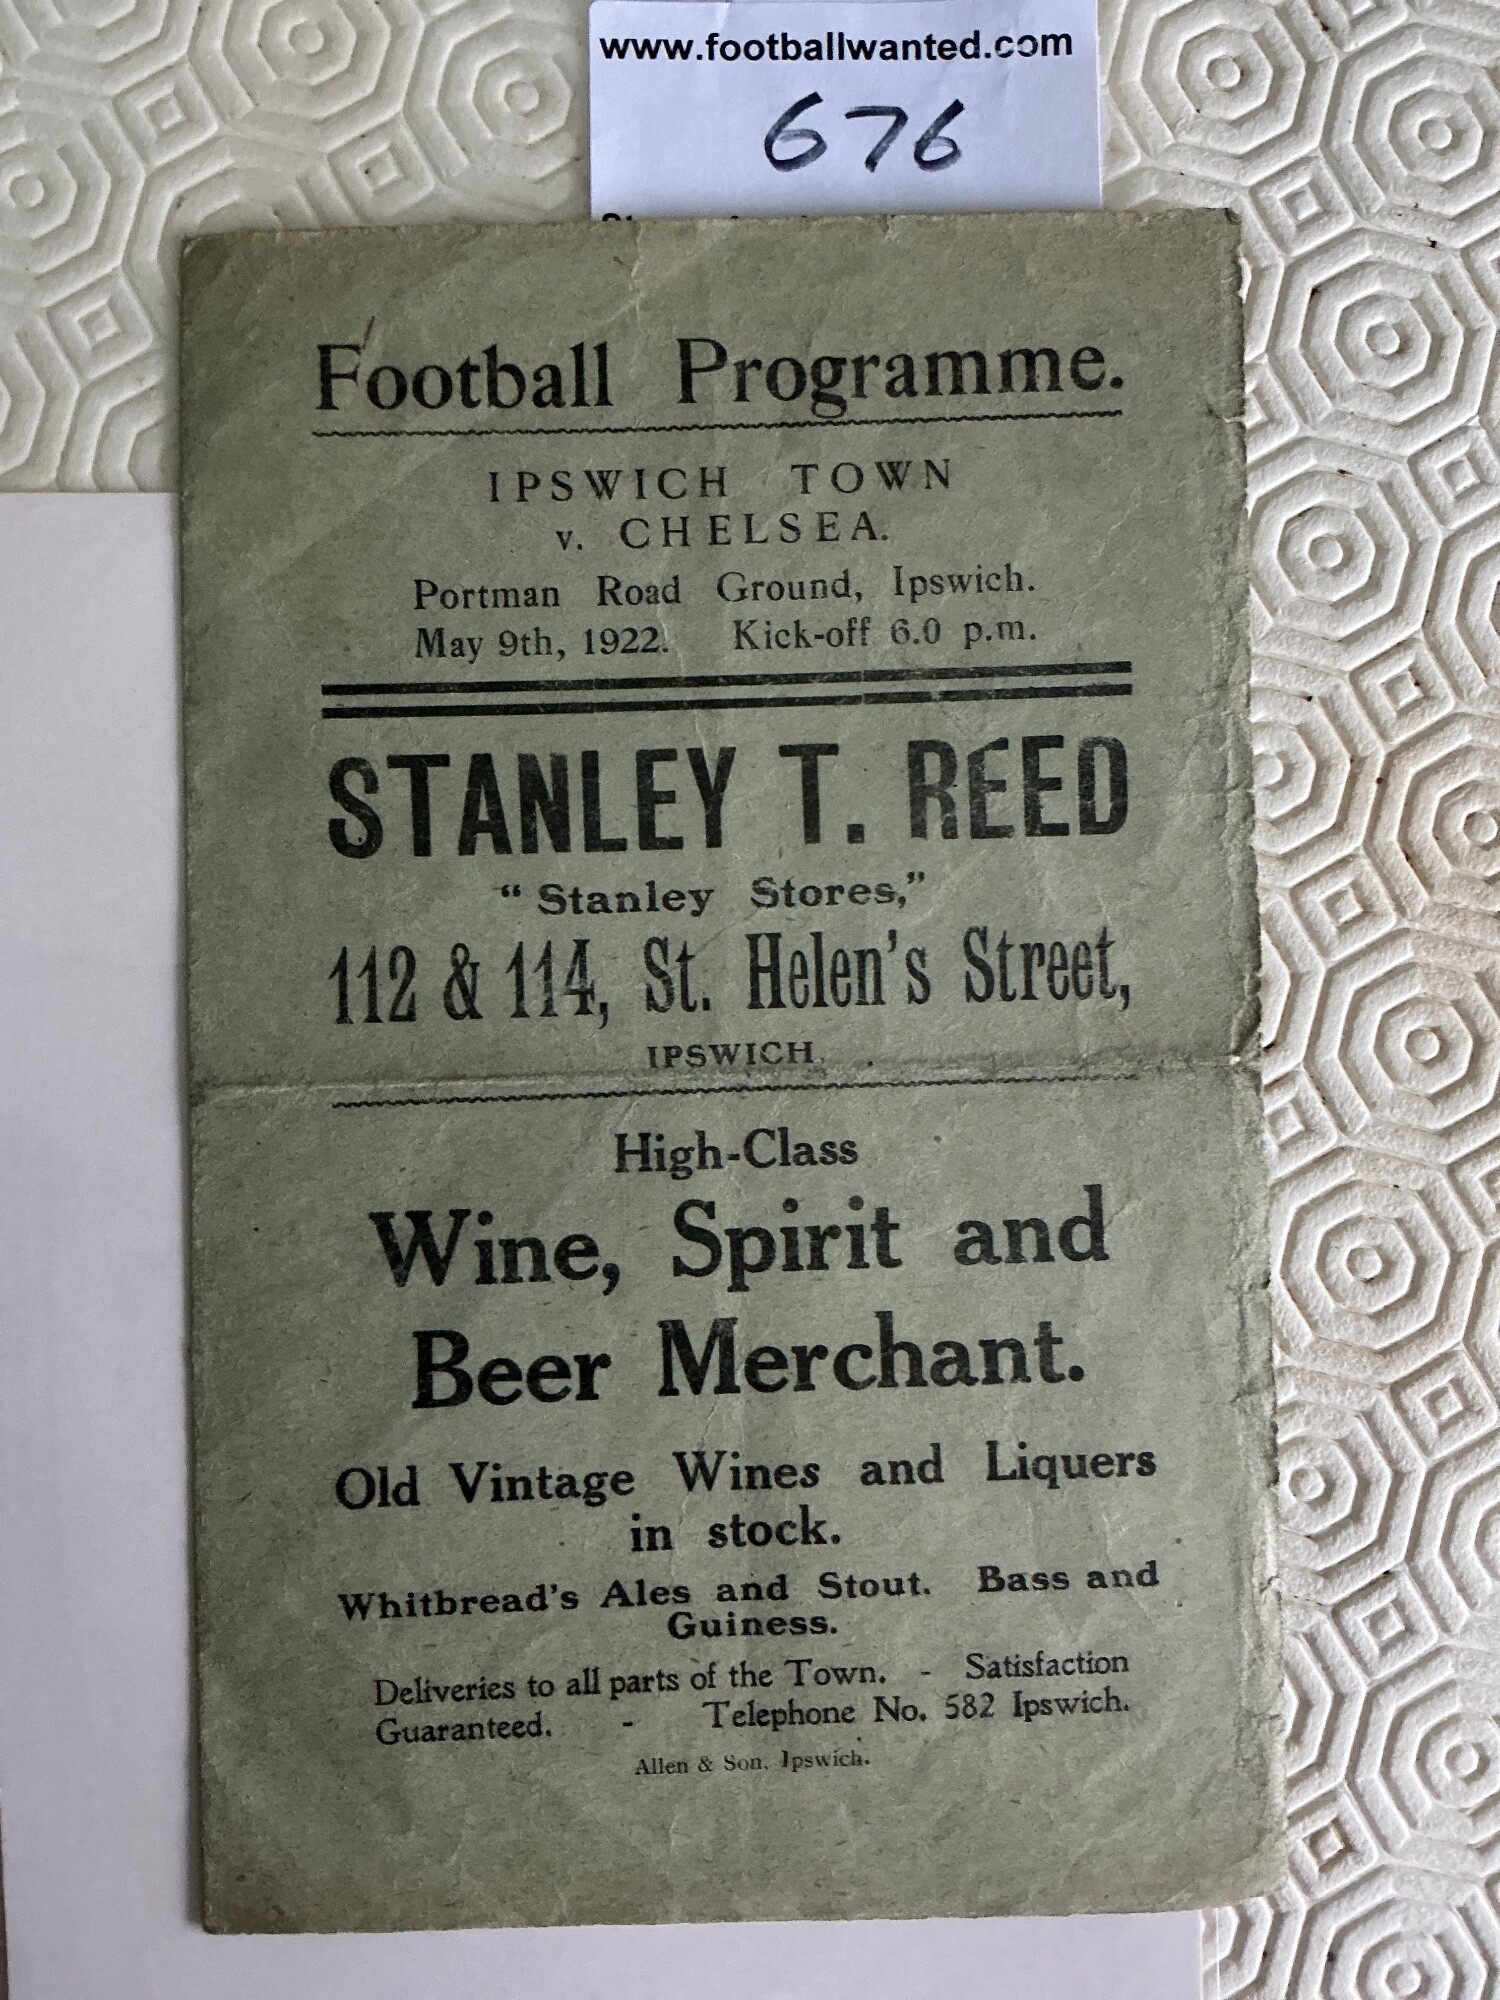 www.footballwanted.com
676
Football Programme.
IPSWICH TOWN
v. CHELSEA.
Portman Road Ground, Ipswich.
May 9th, 1922. Kick-off 6.0 p.m.
STANLEY T. REED
"Stanley Stores,"
112 & 114, St. Helen's Street,
IPSWICH.
High-Class
Wine, Spirit and
Beer Merchant.
Old Vintage Wines and Liquers
in stock.
Whitbread's Ales and Stout. Bass and
Guiness.
Deliveries to all parts of the Town. - Satisfaction
Guaranteed. - Telephone No. 582 Ipswich.
Allen & Son, Ipswich.